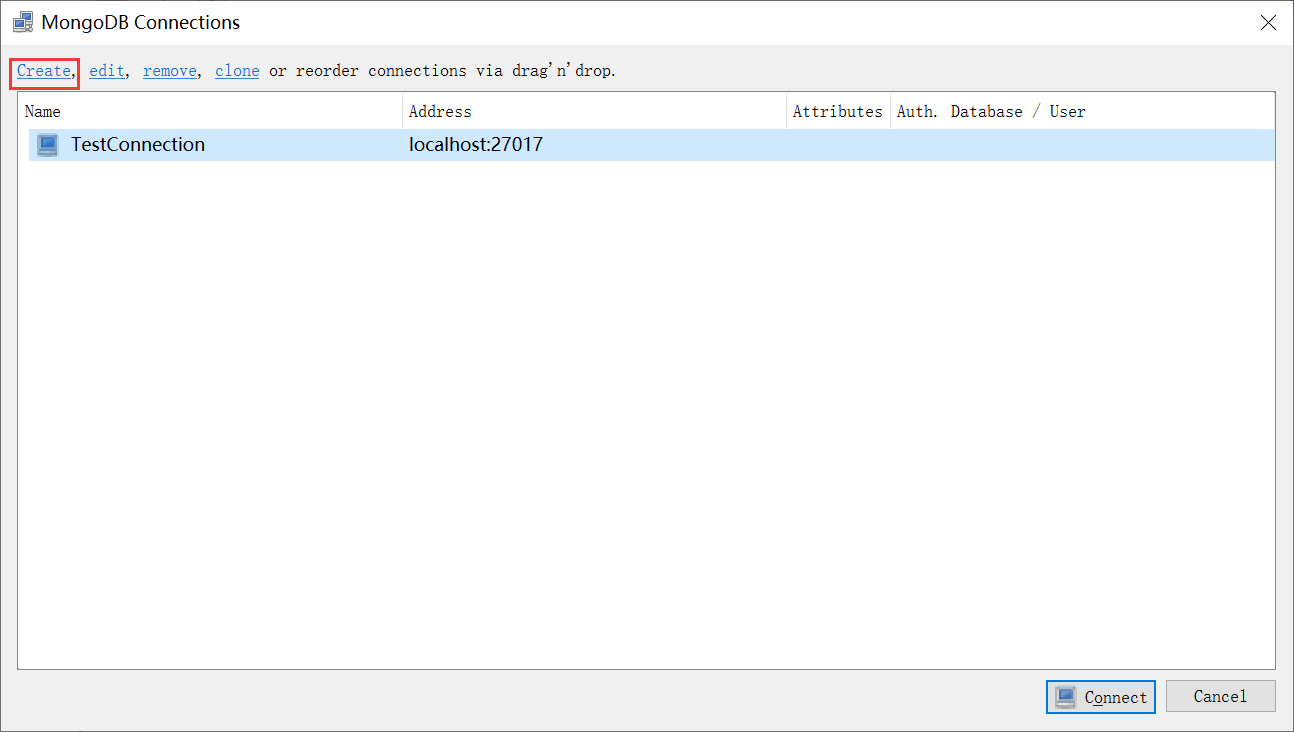 MongoDB Connections
Create, edit, remove, clone or reorder connections via drag'n'drop.
Name Address Attributes Auth. Database / User
TestConnection localhost:27017
Connect Cancel